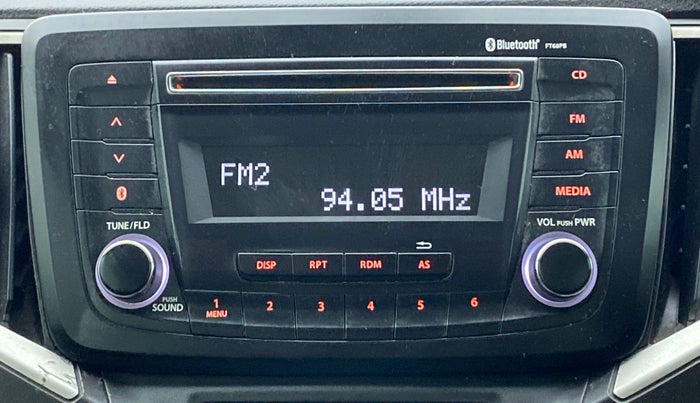 Bluetooth® FT68PB
CD
FM
AM
MEDIA
FM2
94.05 MHz
TUNE/FLD
VOL PUSH PWR
DISP RPT RDM AS
PUSH
SOUND
1 2 3 4 5 6
MENU